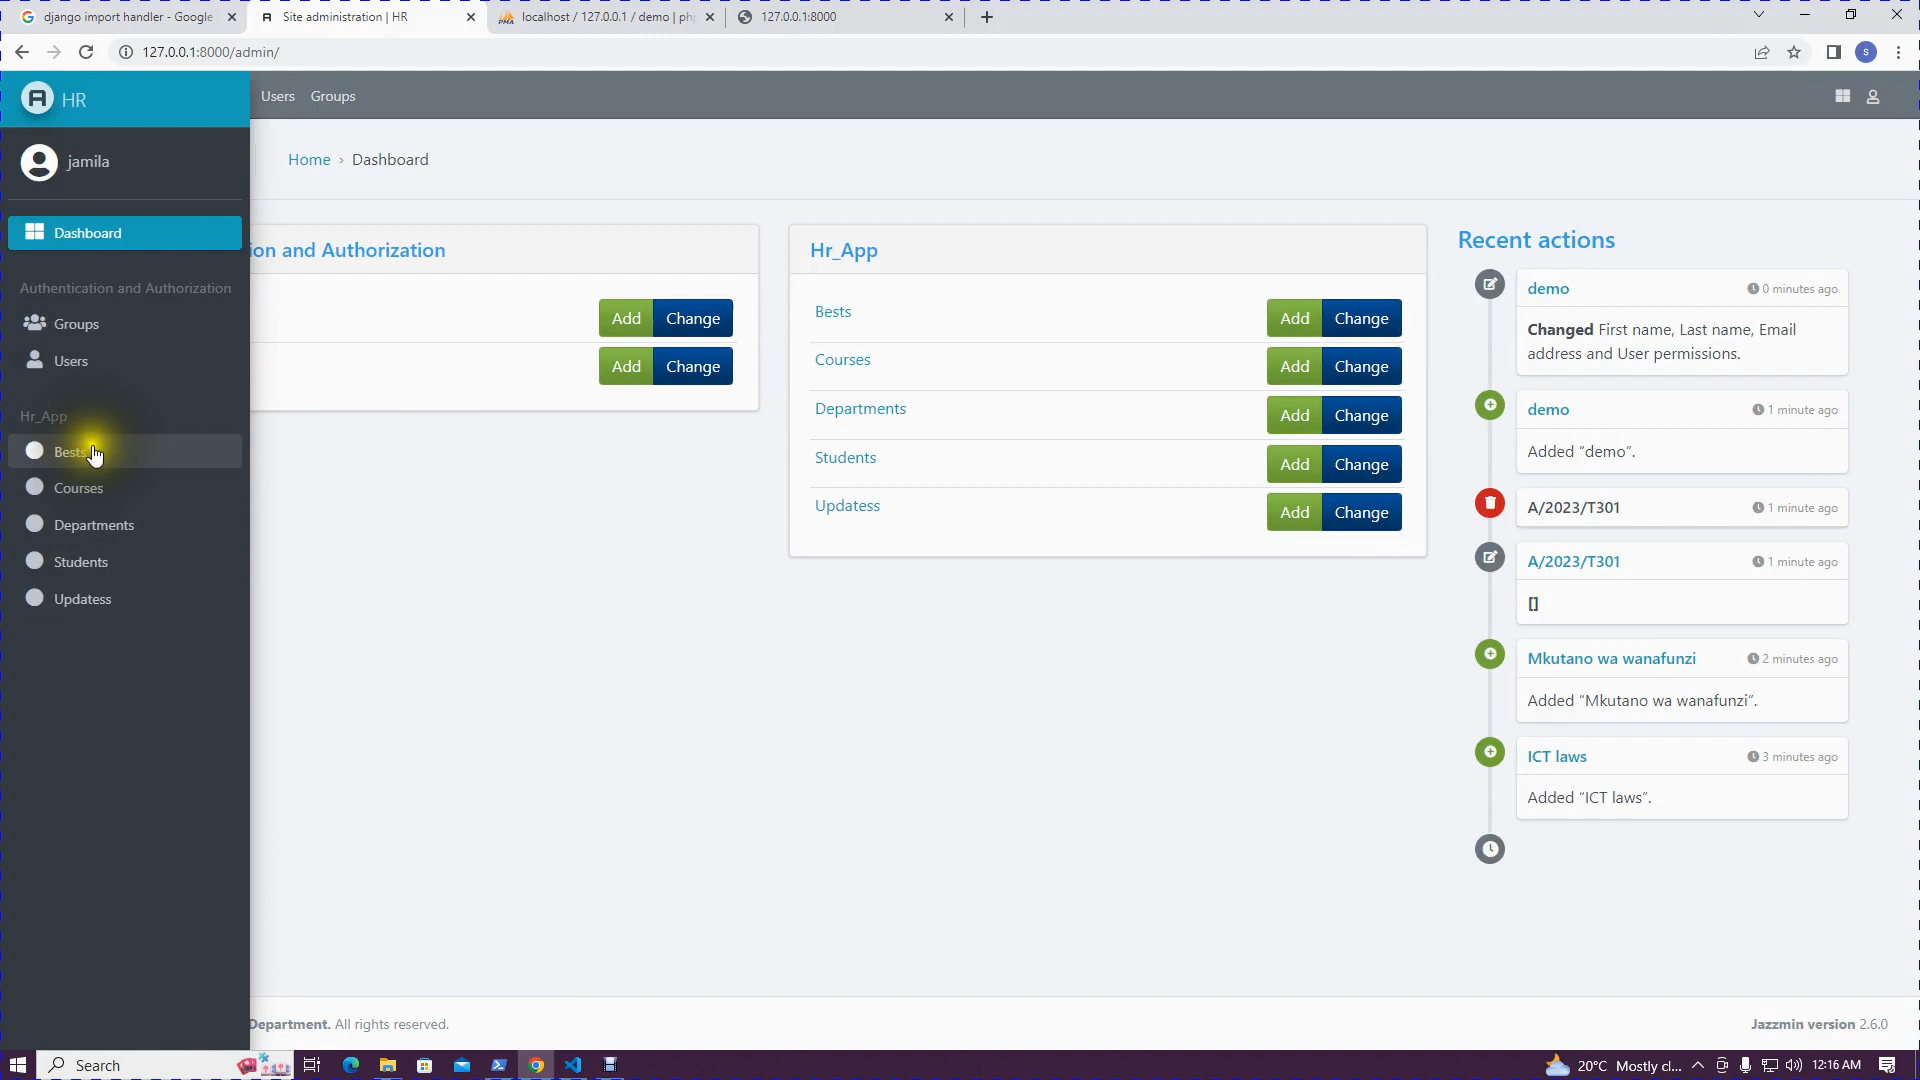 django import handler - Google
Site administration | HR
localhost / 127.0.0.1 / demo | ph
127.0.0.1:8000
127.0.0.1:8000/admin/
S
HR
Users
Groups
jamila
Home › Dashboard
Dashboard
ion and Authorization
Authentication and Authorization
Groups
Users
Add
Change
Add
Change
Hr_App
Bests
Courses
Departments
Students
Updatess
Hr_App
Bests
Add
Change
Courses
Add
Change
Departments
Add
Change
Students
Add
Change
Updatess
Add
Change
Recent actions
demo
0 minutes ago
Changed First name, Last name, Email
address and User permissions.
demo
1 minute ago
Added “demo”.
A/2023/T301
1 minute ago
A/2023/T301
1 minute ago
[]
Mkutano wa wanafunzi
2 minutes ago
Added “Mkutano wa wanafunzi”.
ICT laws
3 minutes ago
Added “ICT laws”.
Department. All rights reserved.
Jazzmin version 2.6.0
Search
20°C Mostly cl...
12:16 AM